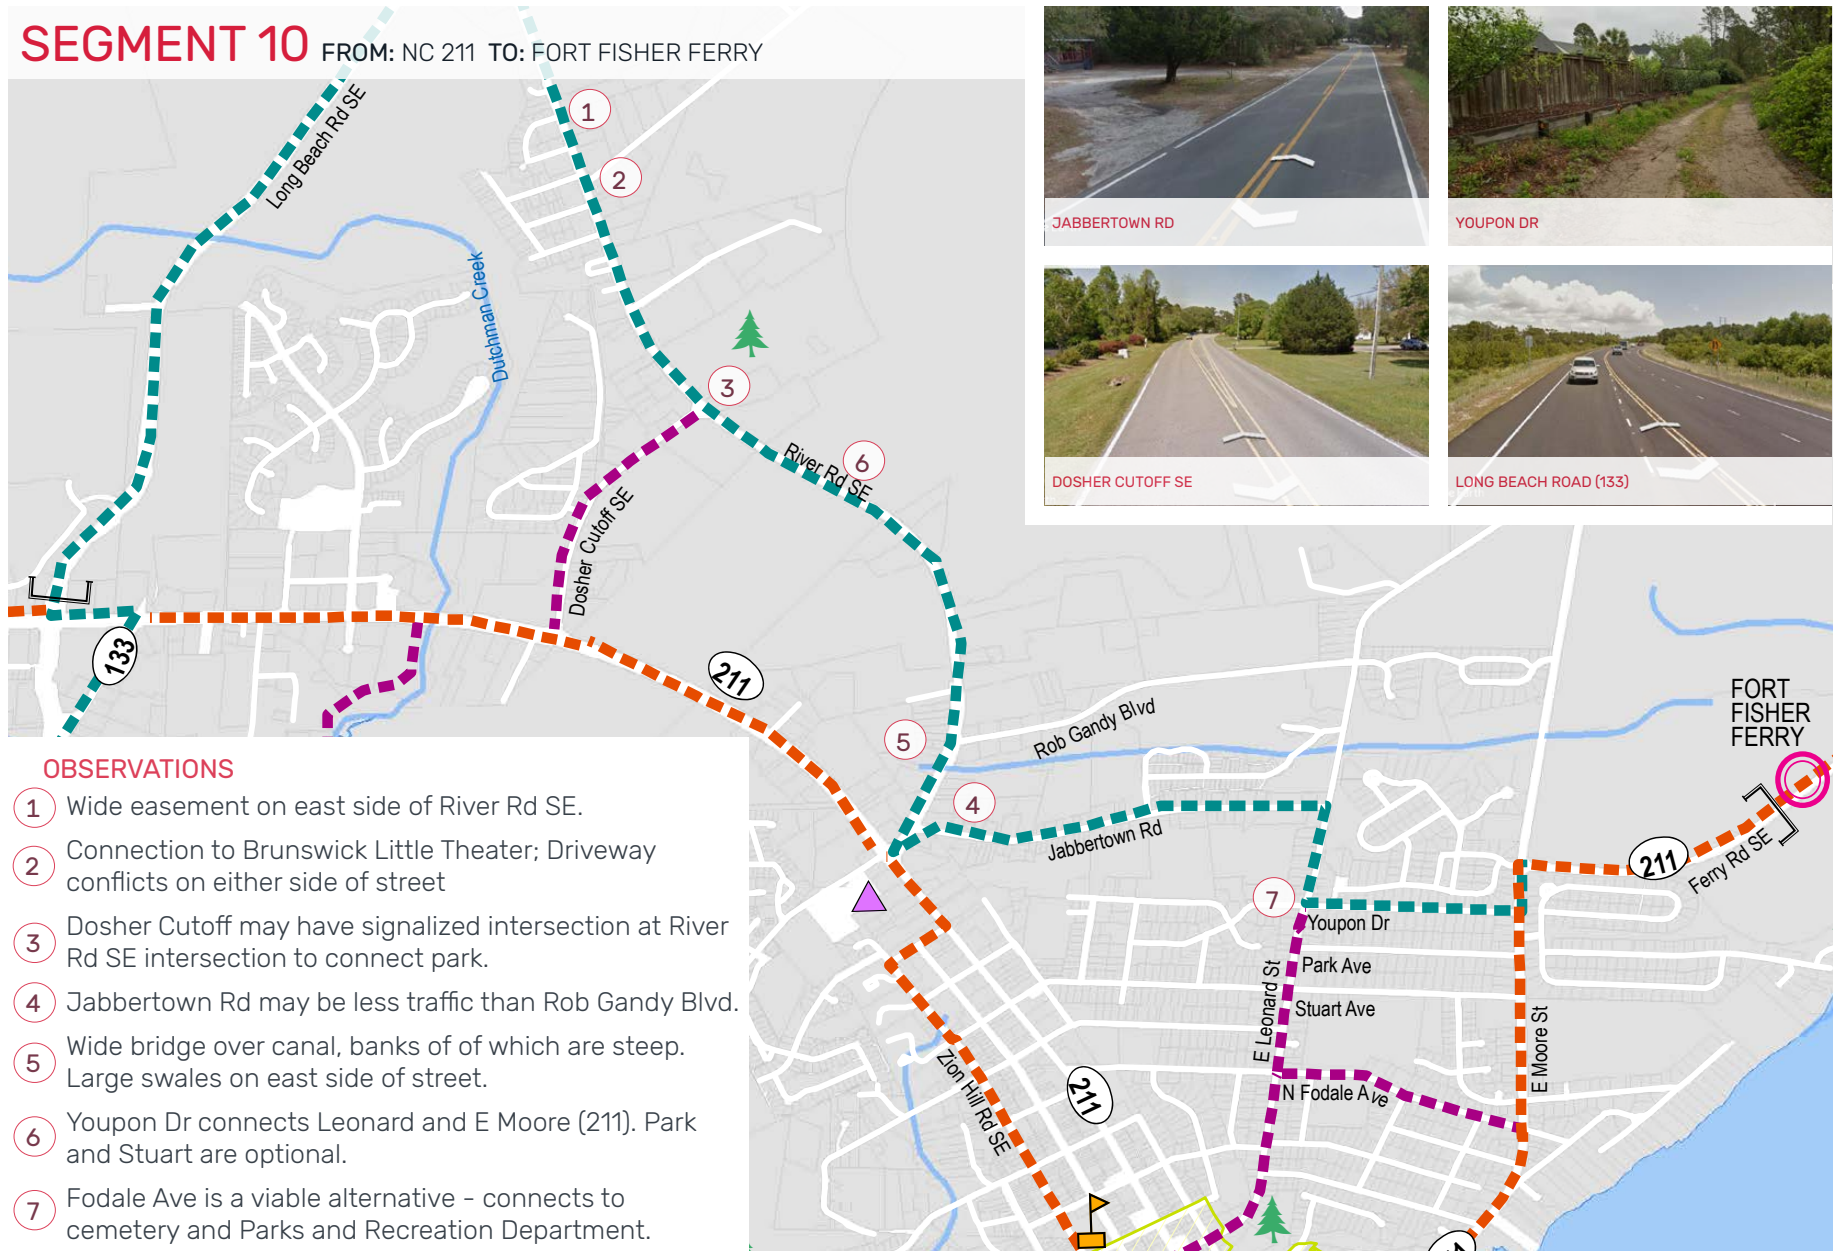 SEGMENT 10 FROM: NC 211 TO: FORT FISHER FERRY
JABBERTOWN RD
YOUPON DR
DOSHER CUTOFF SE
LONG BEACH ROAD (133)
Long Beach Rd SE
1
2
Dutchman Creek
3
River Rd SE
6
Dosher Cutoff SE
133
211
5
Rob Gandy Blvd
4
Jabbertown Rd
FORT
FISHER
FERRY
211
Ferry Rd SE
7
Youpon Dr
Park Ave
Stuart Ave
E Leonard St
E Moore St
N Fodale Ave
Zion Hill Rd SE
211
OBSERVATIONS
1 Wide easement on east side of River Rd SE.
2 Connection to Brunswick Little Theater; Driveway
conflicts on either side of street
3 Dosher Cutoff may have signalized intersection at River
Rd SE intersection to connect park.
4 Jabbertown Rd may be less traffic than Rob Gandy Blvd.
5 Wide bridge over canal, banks of of which are steep.
Large swales on east side of street.
6 Youpon Dr connects Leonard and E Moore (211). Park
and Stuart are optional.
7 Fodale Ave is a viable alternative - connects to
cemetery and Parks and Recreation Department.